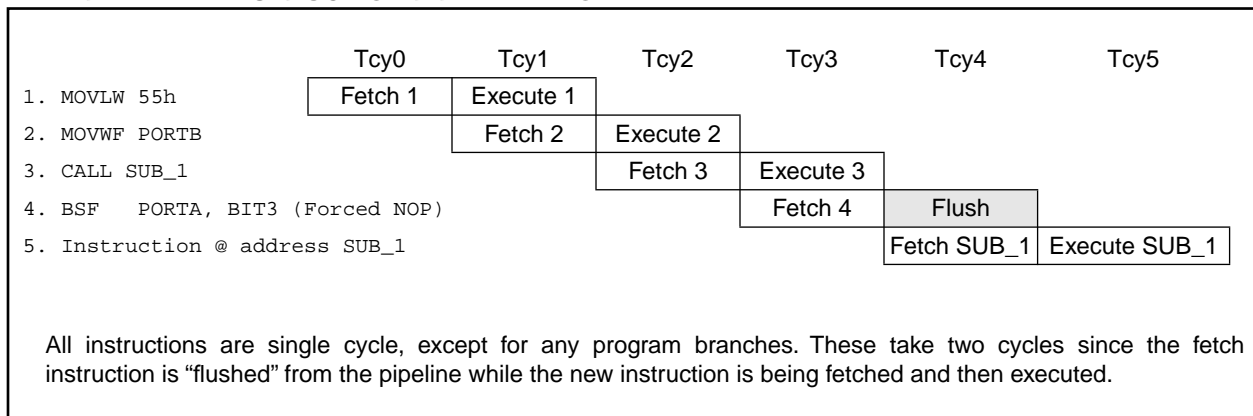 Tcy0 Tcy1 Tcy2 Tcy3 Tcy4 Tcy5
1. MOVLW 55h Fetch 1 Execute 1
2. MOVWF PORTB Fetch 2 Execute 2
3. CALL SUB_1 Fetch 3 Execute 3
4. BSF PORTA, BIT3 (Forced NOP) Fetch 4 Flush
5. Instruction @ address SUB_1 Fetch SUB_1 Execute SUB_1
All instructions are single cycle, except for any program branches. These take two cycles since the fetch
instruction is “flushed” from the pipeline while the new instruction is being fetched and then executed.